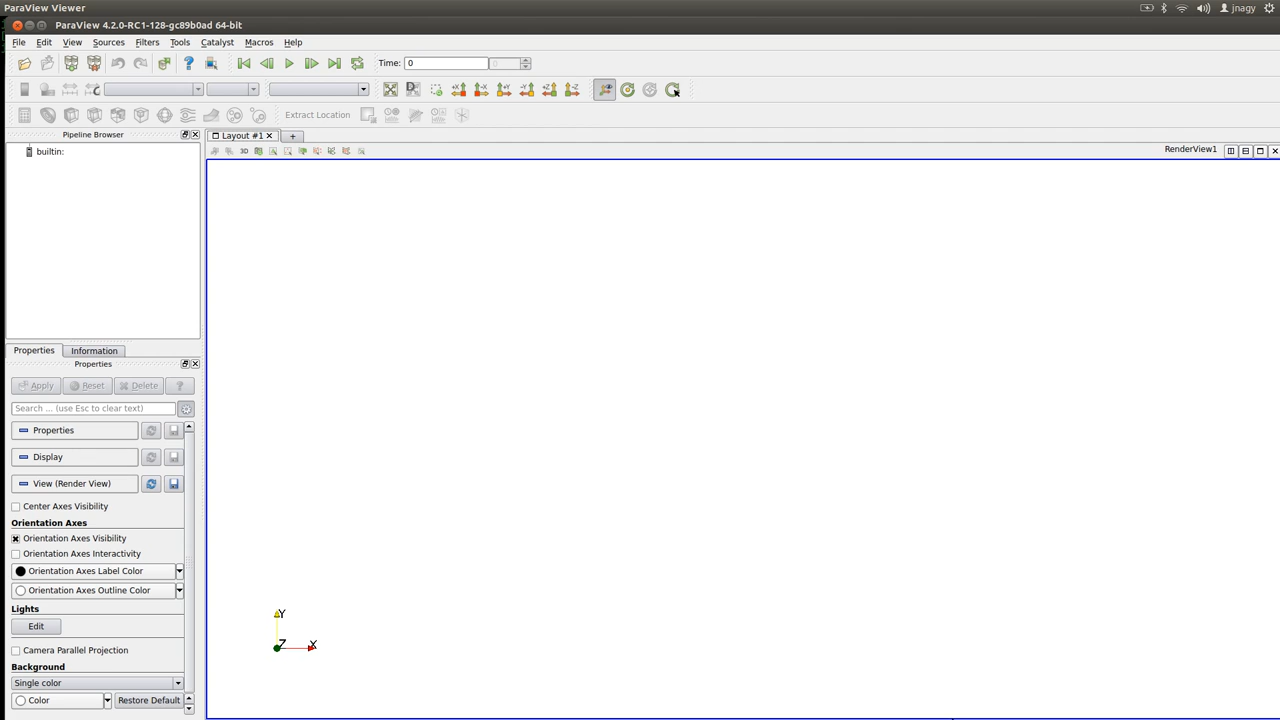 ParaView Viewer
jnagy
ParaView 4.2.0-RC1-128-gc89b0ad 64-bit
File Edit View Sources Filters Tools Catalyst Macros Help
Time: 0 0
+X -X +Y -Y +Z -Z
Extract Location
Pipeline Browser
Layout #1
+
3D
RenderView1
builtin:
Properties Information
Properties
Apply Reset Delete ?
Search ... (use Esc to clear text)
Properties
Display
View (Render View)
Center Axes Visibility
Orientation Axes
Orientation Axes Visibility
Orientation Axes Interactivity
Orientation Axes Label Color
Orientation Axes Outline Color
Lights
Edit
Camera Parallel Projection
Background
Single color
Color Restore Default
Y
Z X